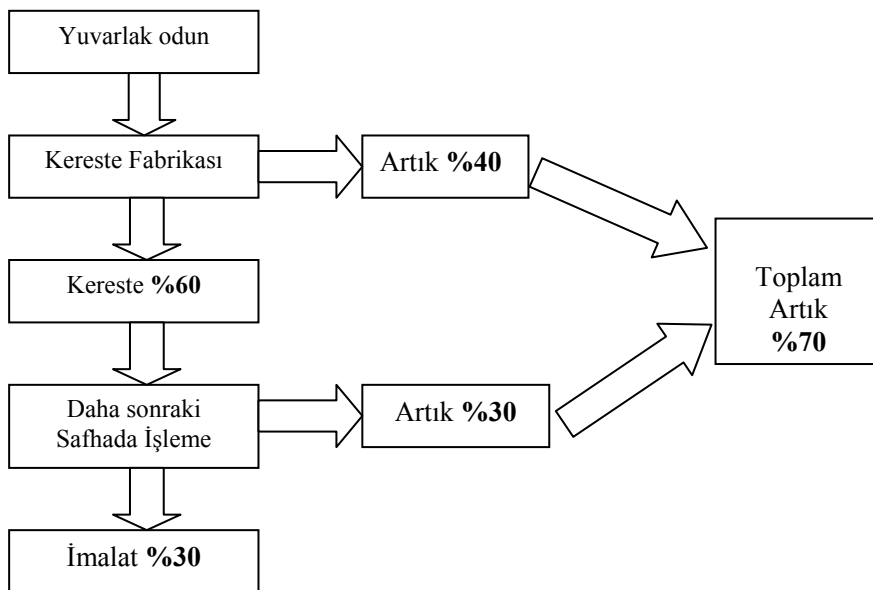 Yuvarlak odun
Kereste Fabrikası
Artık %40
Kereste %60
Toplam
Artık
%70
Daha sonraki
Safhada İşleme
Artık %30
İmalat %30